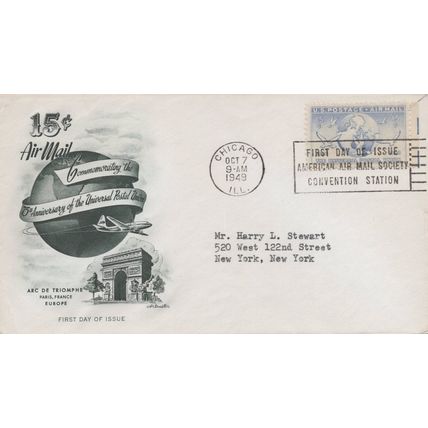 15¢
Air Mail
Commemorating the
Anniversary of the Universal Postal Union
ARC DE TRIOMPHE
PARIS, FRANCE
EUROPE
FIRST DAY OF ISSUE
CHICAGO
OCT 7
9-AM
1949
ILL.
U.S. POSTAGE - AIR MAIL
FIRST DAY OF ISSUE
AMERICAN AIR MAIL SOCIETY
CONVENTION STATION
Mr. Harry L. Stewart
520 West 122nd Street
New York, New York